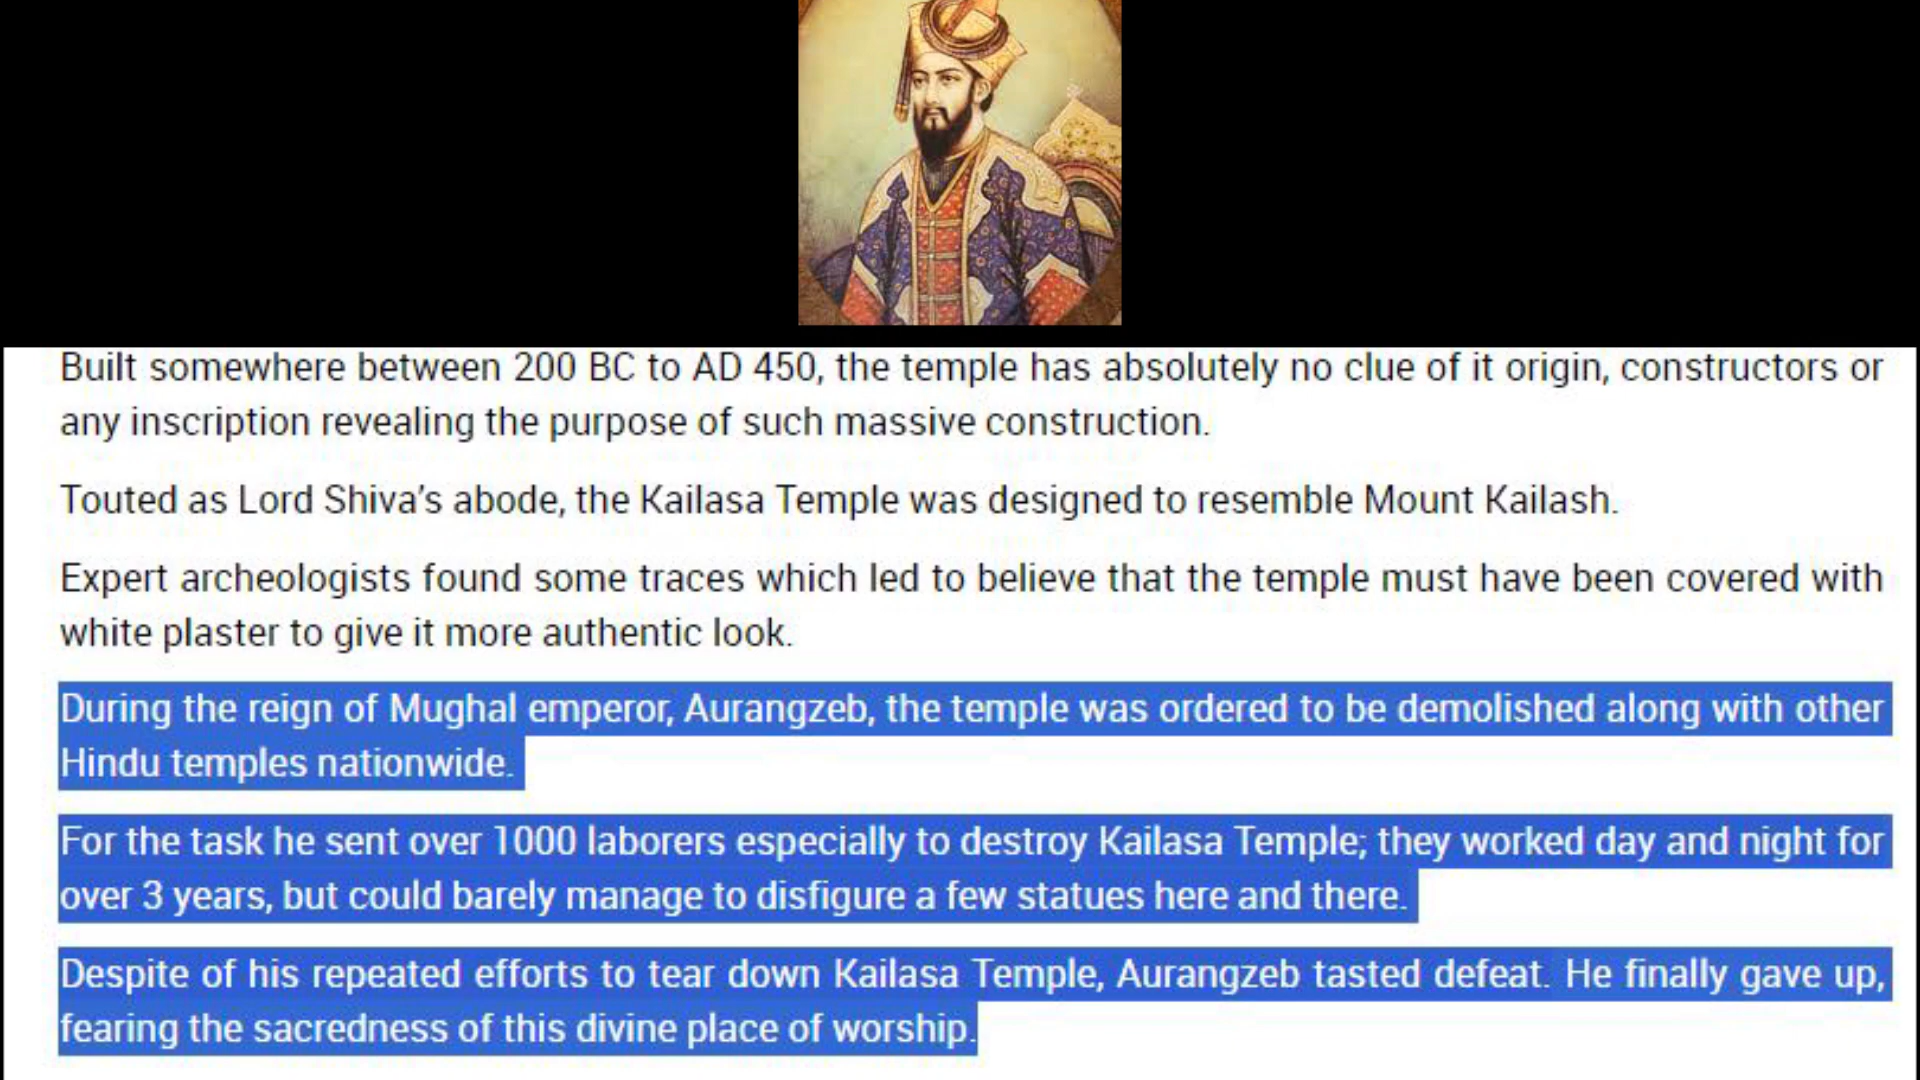 Built somewhere between 200 BC to AD 450, the temple has absolutely no clue of it origin, constructors or
any inscription revealing the purpose of such massive construction.
Touted as Lord Shiva’s abode, the Kailasa Temple was designed to resemble Mount Kailash.
Expert archeologists found some traces which led to believe that the temple must have been covered with
white plaster to give it more authentic look.
During the reign of Mughal emperor, Aurangzeb, the temple was ordered to be demolished along with other
Hindu temples nationwide.
For the task he sent over 1000 laborers especially to destroy Kailasa Temple; they worked day and night for
over 3 years, but could barely manage to disfigure a few statues here and there.
Despite of his repeated efforts to tear down Kailasa Temple, Aurangzeb tasted defeat. He finally gave up,
fearing the sacredness of this divine place of worship.